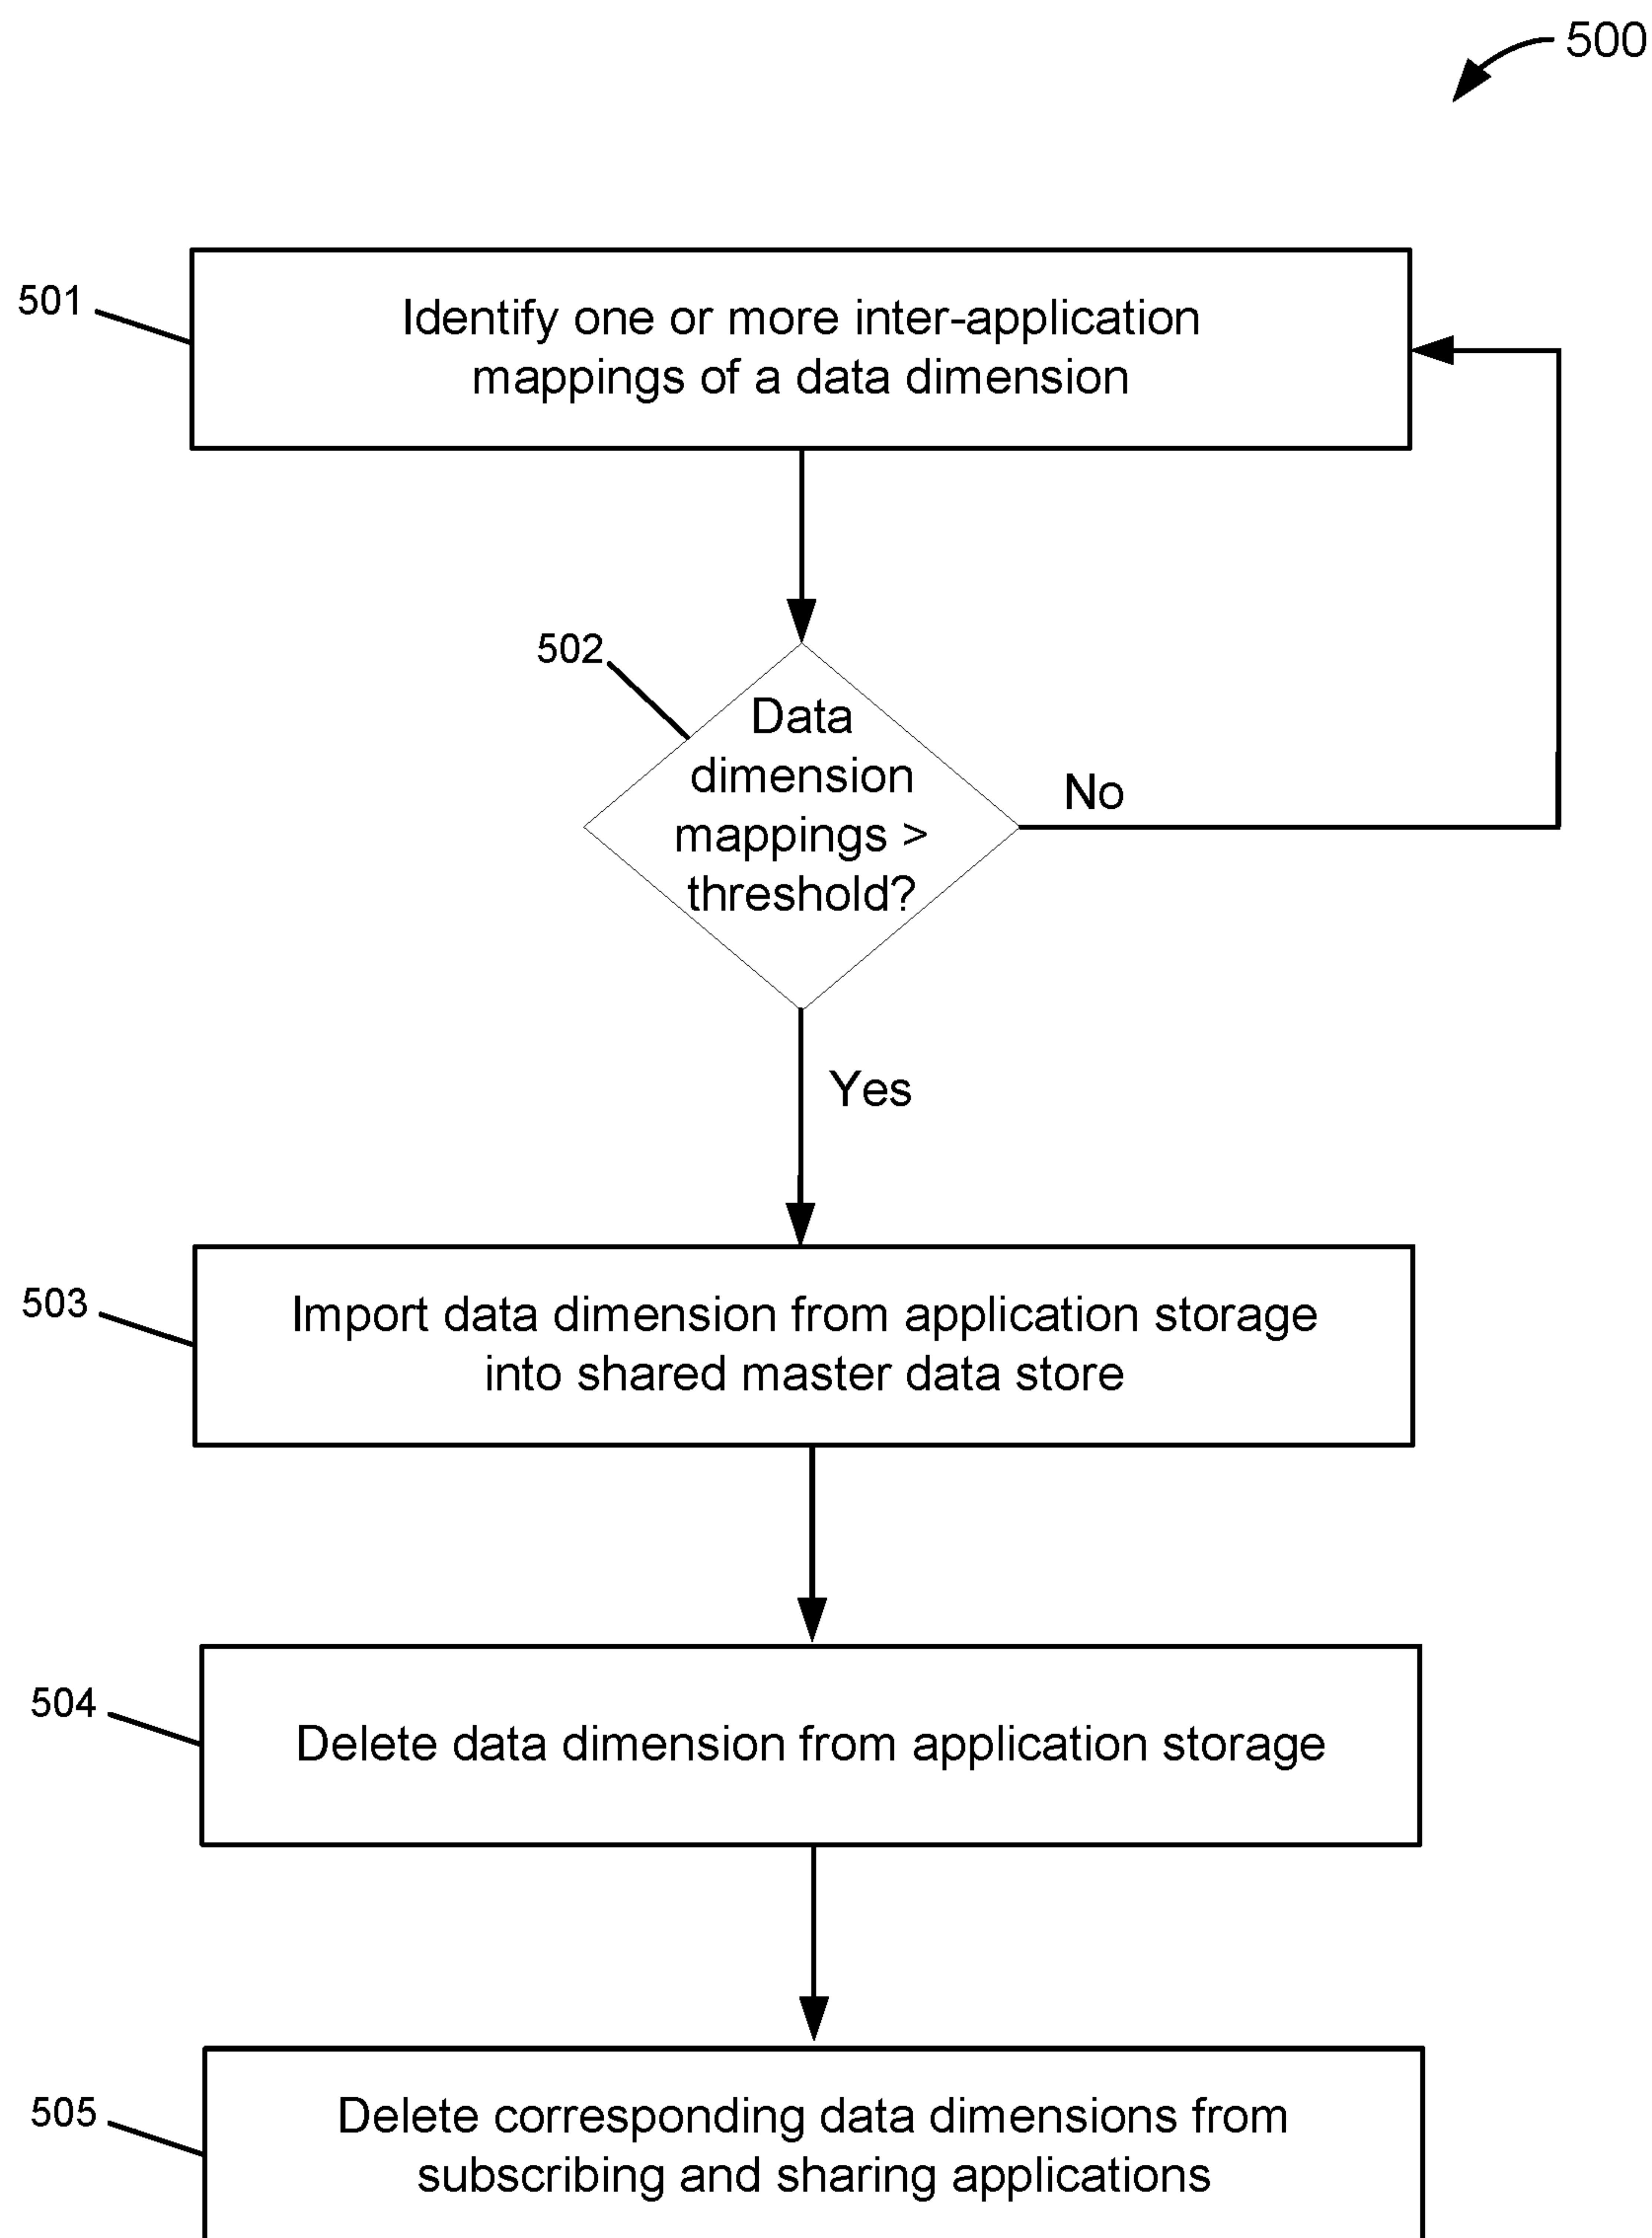 500
501
Identify one or more inter-application
mappings of a data dimension
502
Data
dimension
mappings >
threshold?
No
Yes
503
Import data dimension from application storage
into shared master data store
504
Delete data dimension from application storage
505
Delete corresponding data dimensions from
subscribing and sharing applications